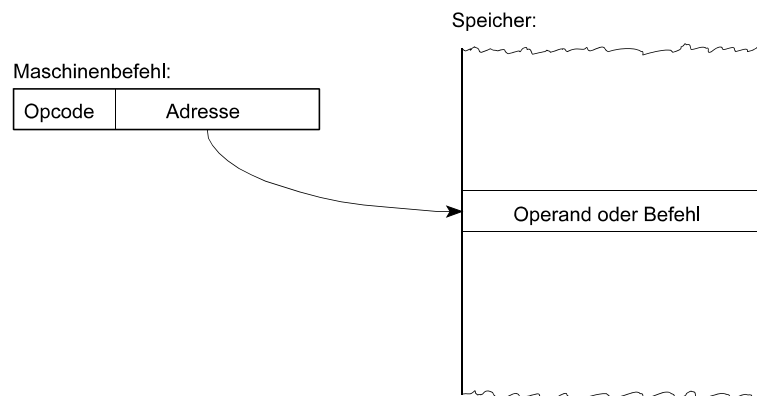 Speicher:
Maschinenbefehl:
Opcode Adresse
Operand oder Befehl